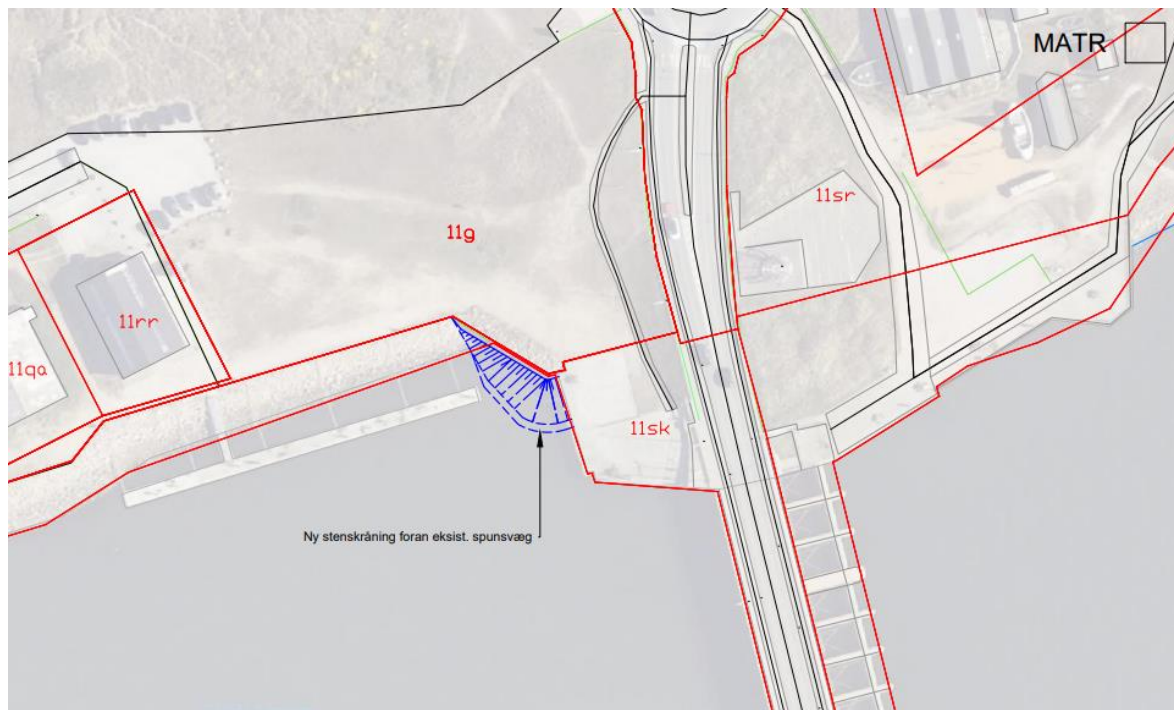 MATR
11sr
11g
11rr
11qa
11sk
Ny stenskråning foran eksist. spunsvæg